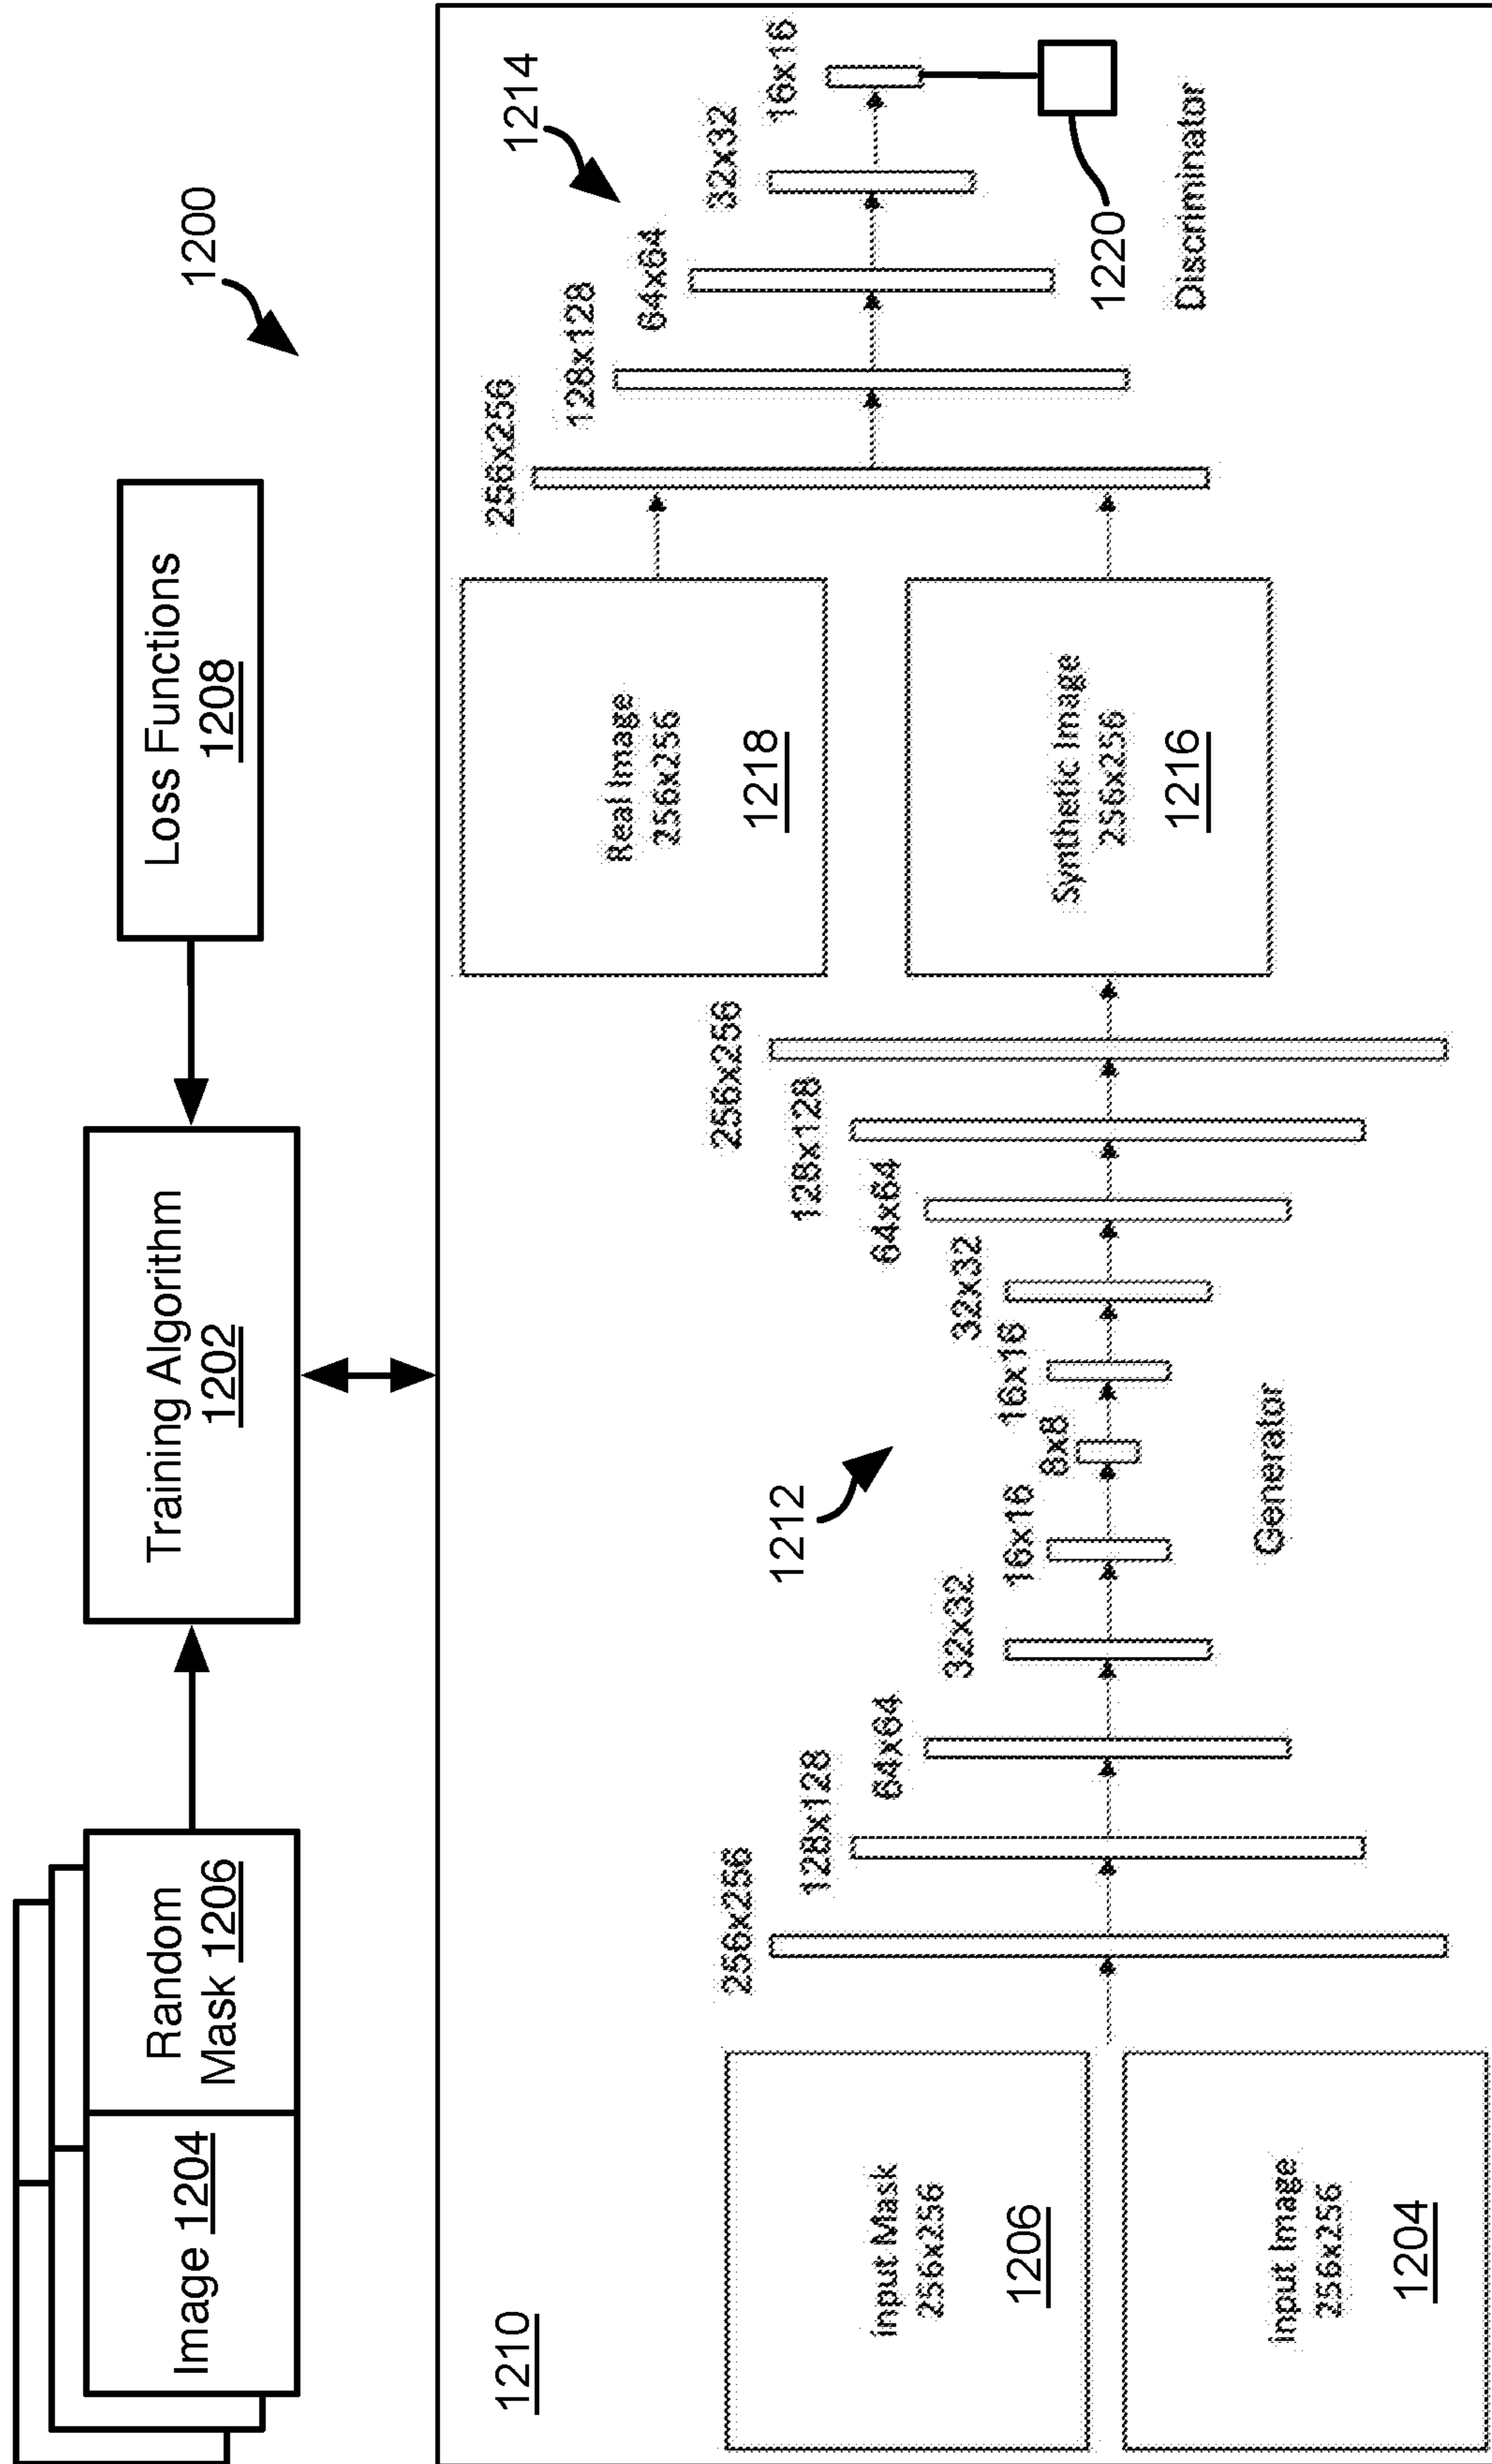 1200
Image 1204
Random
Mask 1206
Training Algorithm
1202
Loss Functions
1208
1210
Input Mask
256x256
1206
Input Image
256x256
1204
256x256
128x128
64x64
32x32
16x16
8x8
16x16
32x32
64x64
128x128
256x256
1212
Generator
Real Image
256x256
1218
Synthetic Image
256x256
1216
256x256
128x128
64x64
32x32
16x16
1214
1220
Discriminator